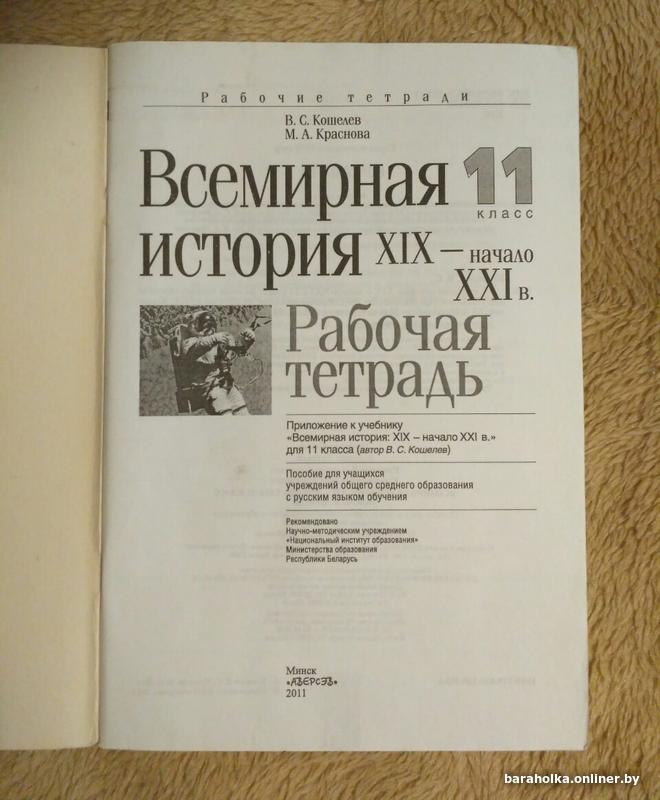 Рабочие тетради
В. С. Кошелев
М. А. Краснова
Всемирная 11
класс
история XIX – начало
XXI в.
Рабочая
тетрадь
Приложение к учебнику
«Всемирная история: XIX – начало XXI в.»
для 11 класса (автор В. С. Кошелев)
Пособие для учащихся
учреждений общего среднего образования
с русским языком обучения
Рекомендовано
Научно-методическим учреждением
«Национальный институт образования»
Министерства образования
Республики Беларусь
Минск
«АВЕРСЭВ»
2011
baraholka.onliner.by